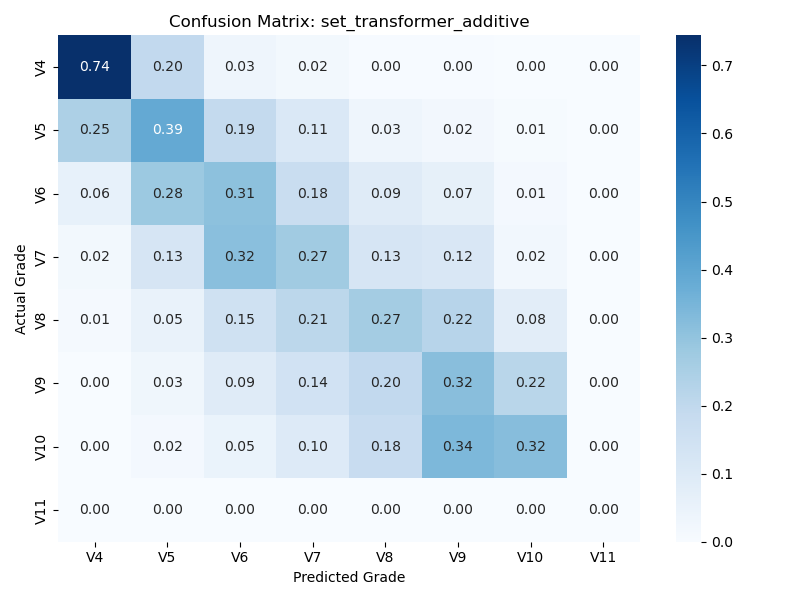 Confusion Matrix: set_transformer_additive
Actual Grade
V4 0.74 0.20 0.03 0.02 0.00 0.00 0.00 0.00
V5 0.25 0.39 0.19 0.11 0.03 0.02 0.01 0.00
V6 0.06 0.28 0.31 0.18 0.09 0.07 0.01 0.00
V7 0.02 0.13 0.32 0.27 0.13 0.12 0.02 0.00
V8 0.01 0.05 0.15 0.21 0.27 0.22 0.08 0.00
V9 0.00 0.03 0.09 0.14 0.20 0.32 0.22 0.00
V10 0.00 0.02 0.05 0.10 0.18 0.34 0.32 0.00
V11 0.00 0.00 0.00 0.00 0.00 0.00 0.00 0.00
V4 V5 V6 V7 V8 V9 V10 V11
Predicted Grade
0.7
0.6
0.5
0.4
0.3
0.2
0.1
0.0